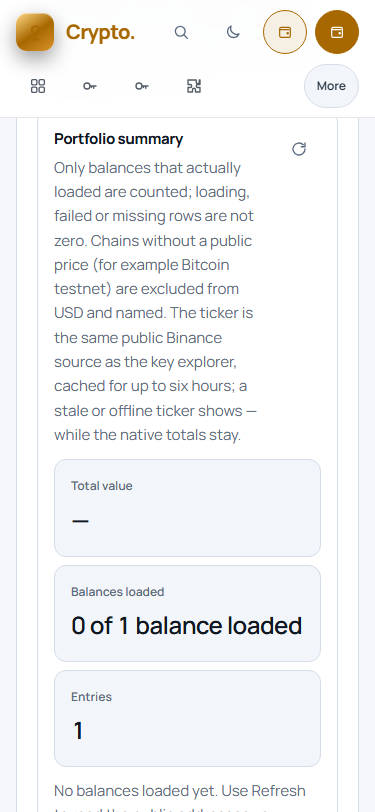 Crypto.
More
Portfolio summary
Only balances that actually
loaded are counted; loading,
failed or missing rows are not
zero. Chains without a public
price (for example Bitcoin
testnet) are excluded from
USD and named. The ticker is
the same public Binance
source as the key explorer,
cached for up to six hours; a
stale or offline ticker shows —
while the native totals stay.
Total value
—
Balances loaded
0 of 1 balance loaded
Entries
1
No balances loaded yet. Use Refresh